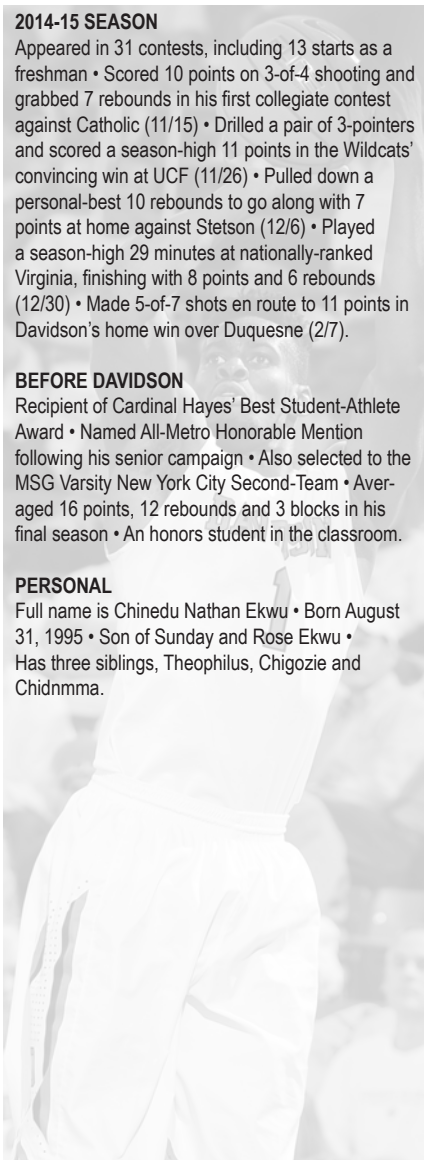 2014-15 SEASON
Appeared in 31 contests, including 13 starts as a
freshman • Scored 10 points on 3-of-4 shooting and
grabbed 7 rebounds in his first collegiate contest
against Catholic (11/15) • Drilled a pair of 3-pointers
and scored a season-high 11 points in the Wildcats'
convincing win at UCF (11/26) • Pulled down a
personal-best 10 rebounds to go along with 7
points at home against Stetson (12/6) • Played
a season-high 29 minutes at nationally-ranked
Virginia, finishing with 8 points and 6 rebounds
(12/30) • Made 5-of-7 shots en route to 11 points in
Davidson's home win over Duquesne (2/7).
BEFORE DAVIDSON
Recipient of Cardinal Hayes' Best Student-Athlete
Award • Named All-Metro Honorable Mention
following his senior campaign • Also selected to the
MSG Varsity New York City Second-Team • Aver-
aged 16 points, 12 rebounds and 3 blocks in his
final season • An honors student in the classroom.
PERSONAL
Full name is Chinedu Nathan Ekwu • Born August
31, 1995 • Son of Sunday and Rose Ekwu •
Has three siblings, Theophilus, Chigozie and
Chidnmma.
1